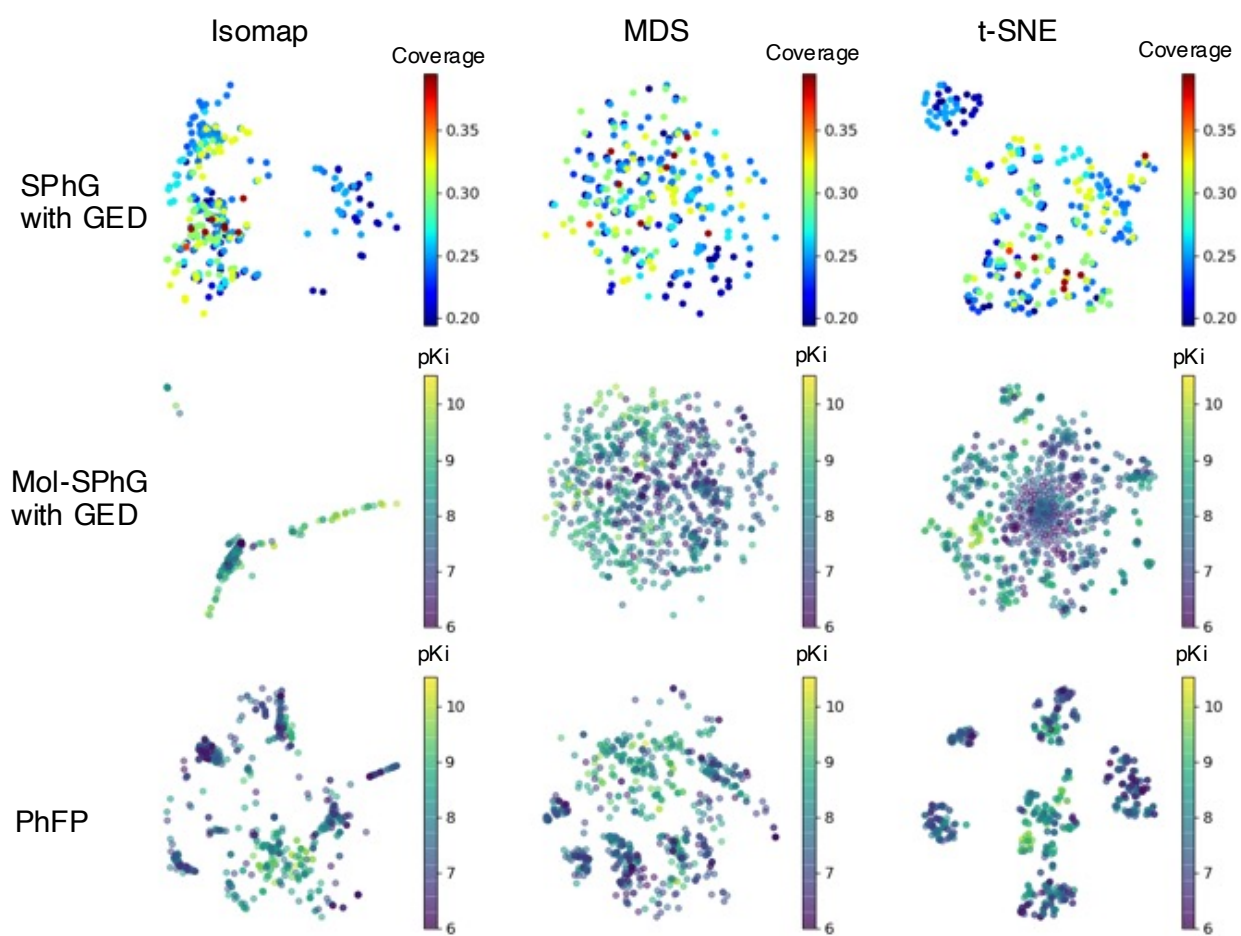 Isomap
MDS
t-SNE
Coverage
Coverage
Coverage
SPhG
with GED
0.35
0.30
0.25
0.20
0.35
0.30
0.25
0.20
0.35
0.30
0.25
0.20
pKi
pKi
pKi
Mol-SPhG
with GED
10
9
8
7
6
10
9
8
7
6
10
9
8
7
6
pKi
pKi
pKi
PhFP
10
9
8
7
6
10
9
8
7
6
10
9
8
7
6